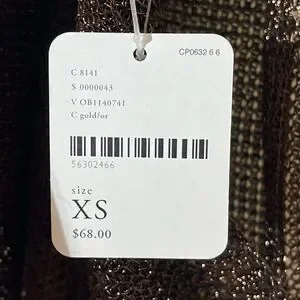 CP0632 6 6
C 8141
S 0000043
V OB1140741
C gold/or
56302466
size
XS
$68.00